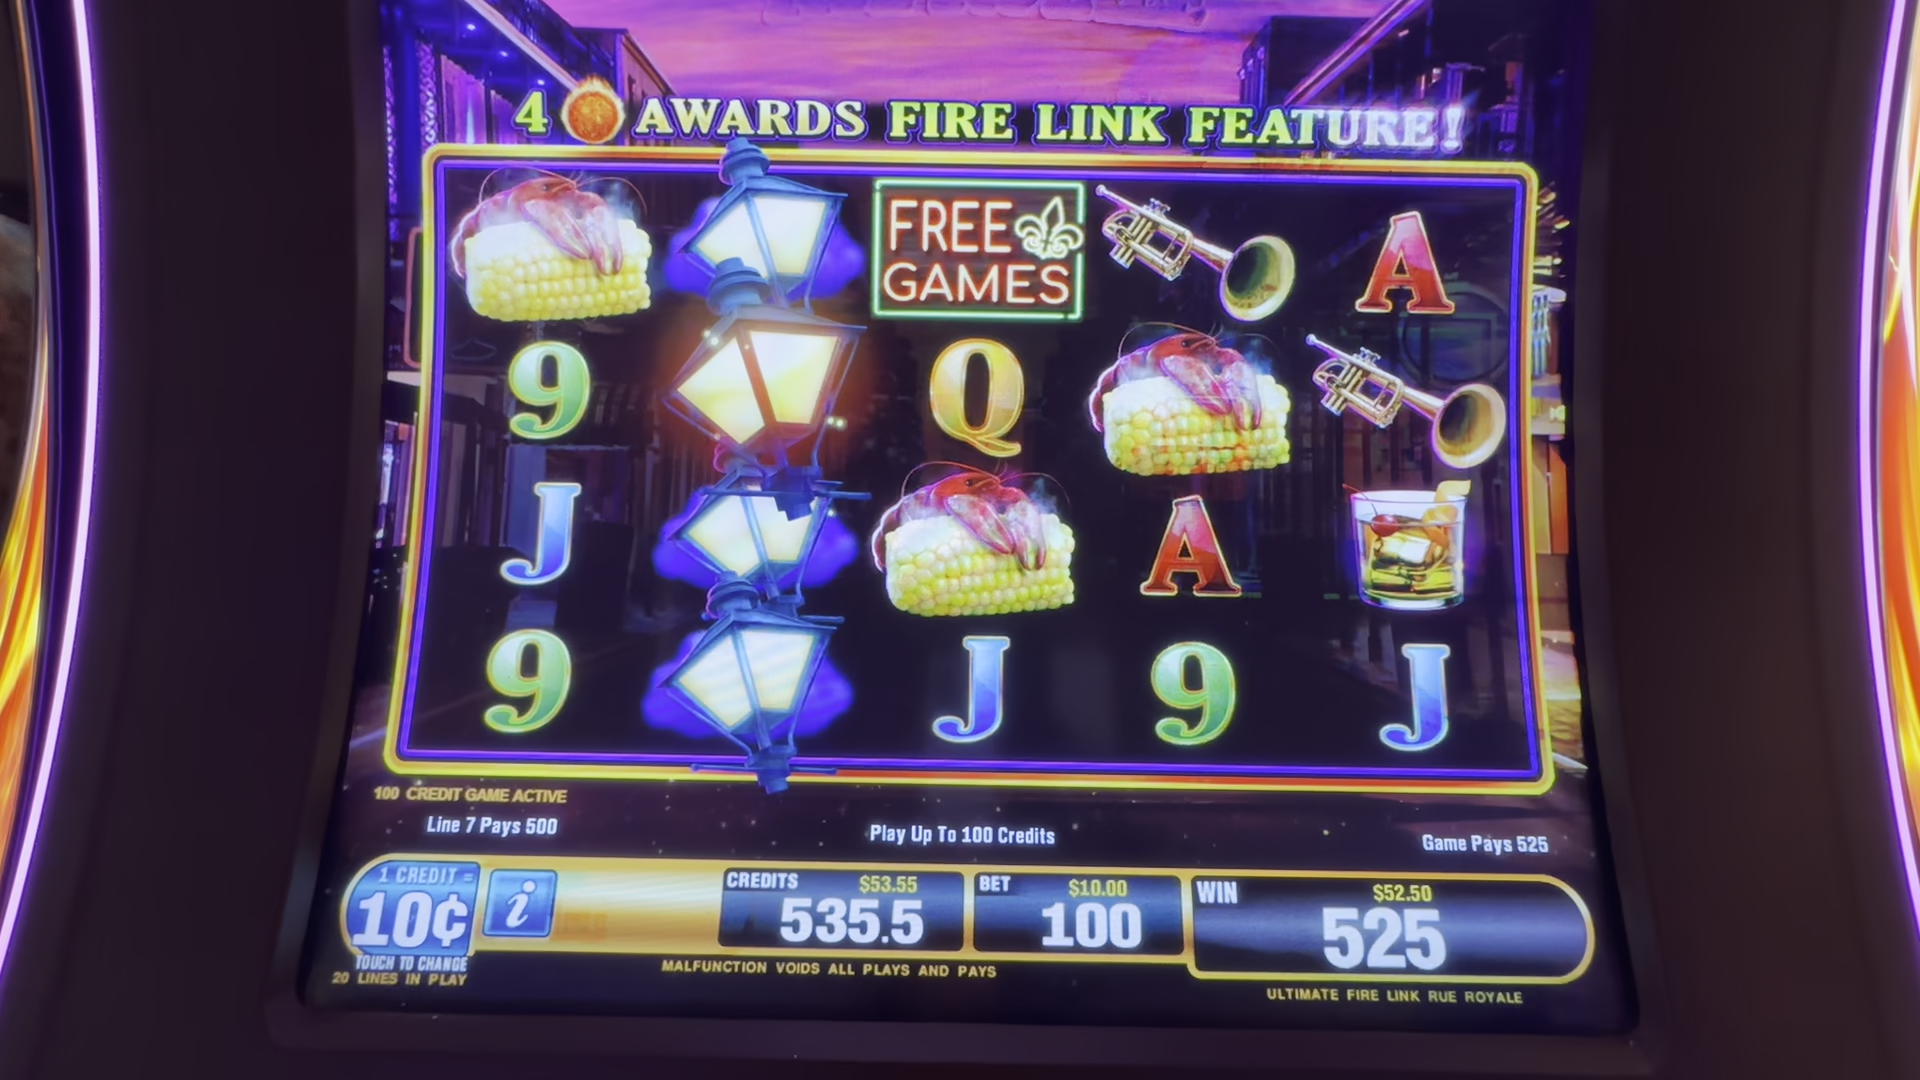 4 AWARDS FIRE LINK FEATURE!
FREE
GAMES
A
9
Q
J
A
9
J
9
J
100 CREDIT GAME ACTIVE
Line 7 Pays 500
Play Up To 100 Credits
Game Pays 525
1 CREDIT =
10¢
TOUCH TO CHANGE
20 LINES IN PLAY
i
CREDITS $53.55
535.5
BET $10.00
100
WIN $52.50
525
MALFUNCTION VOIDS ALL PLAYS AND PAYS
ULTIMATE FIRE LINK RUE ROYALE